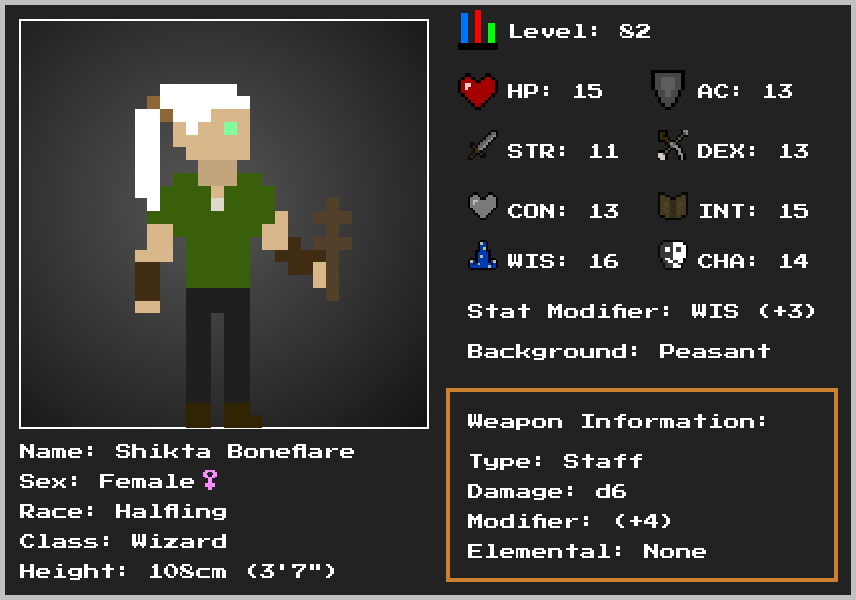 Level: 82
HP: 15
AC: 13
STR: 11
DEX: 13
CON: 13
INT: 15
WIS: 16
CHA: 14
Stat Modifier: WIS (+3)
Background: Peasant
Weapon Information:
Type: Staff
Damage: d6
Modifier: (+4)
Elemental: None
Name: Shikta Boneflare
Sex: Female♀
Race: Halfling
Class: Wizard
Height: 108cm (3'7")